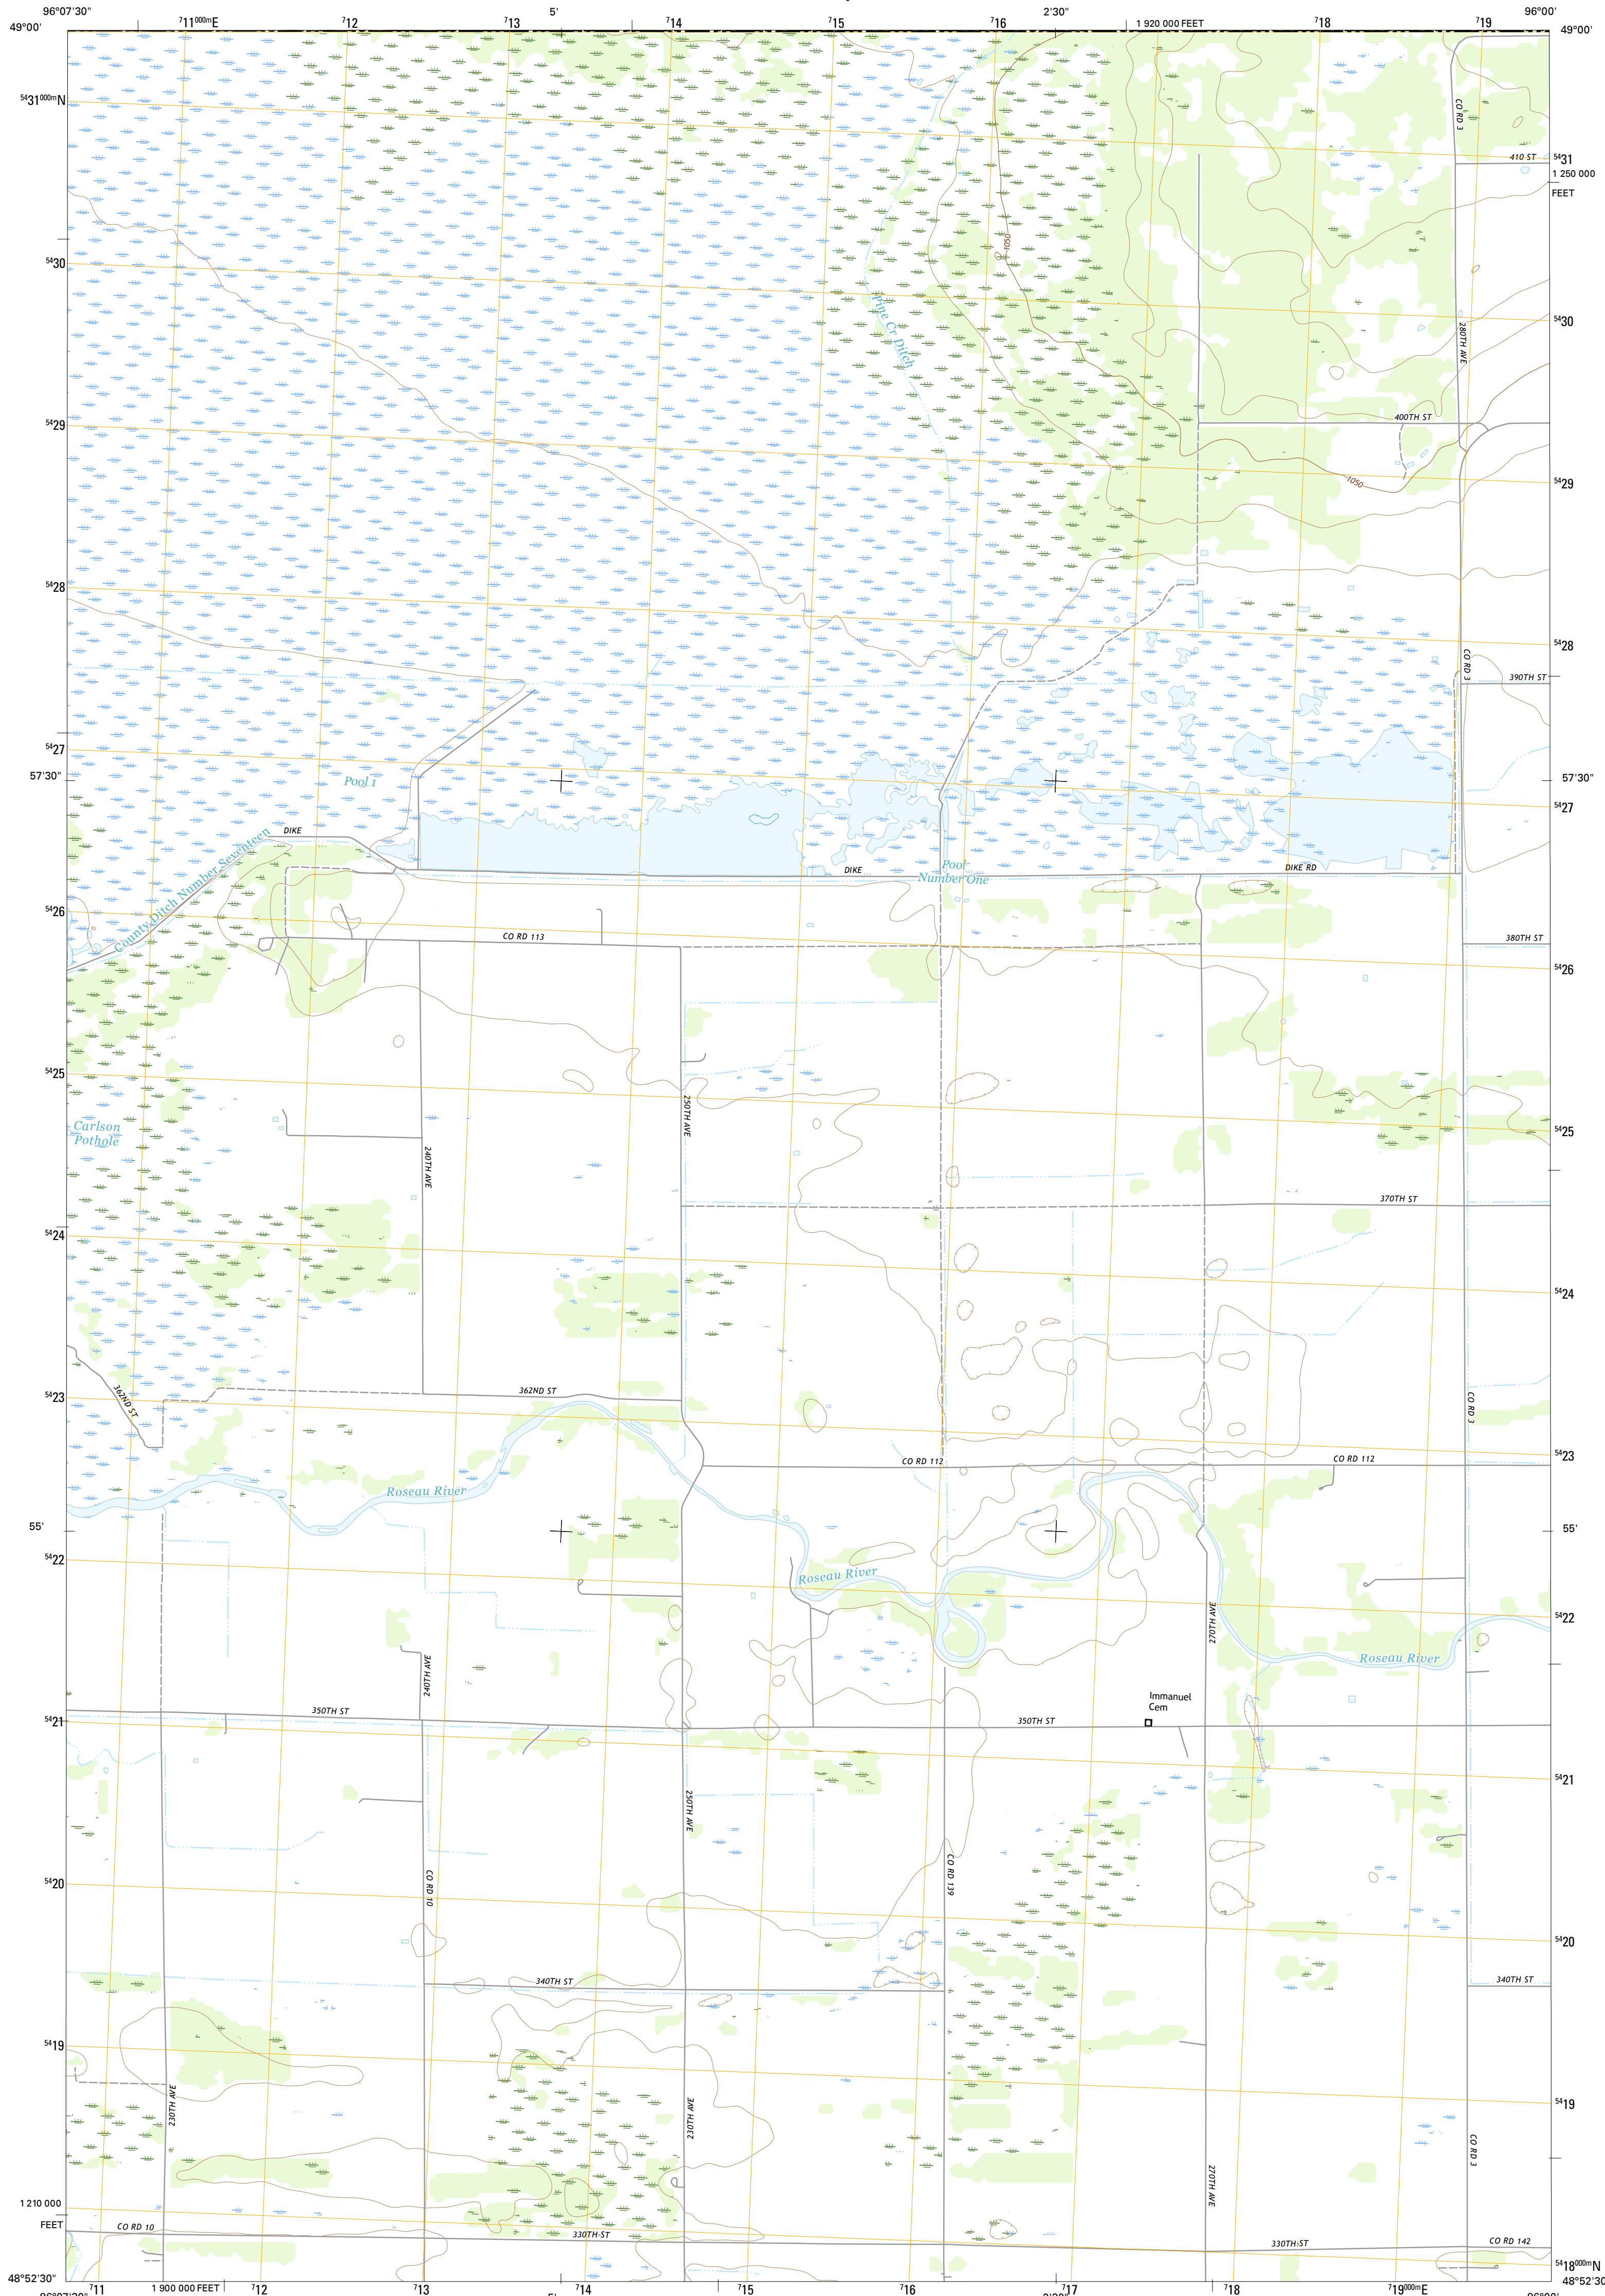 96°07'30"
5'
2'30"
96°00'
49°00'
⁷11⁰⁰⁰ᵐE
⁷12
⁷13
⁷14
⁷15
⁷16
1 920 000 FEET
⁷18
⁷19
49°00'
⁵⁴31⁰⁰⁰ᵐN
CO RD 3
410 ST
⁵⁴31
1 250 000
FEET
1050
⁵⁴30
Pine Cr Ditch
280TH AVE
⁵⁴30
400TH ST
⁵⁴29
1050
⁵⁴29
⁵⁴28
⁵⁴28
CO RD 3
390TH ST
⁵⁴27
57'30"
Pool 1
57'30"
⁵⁴27
DIKE
County Ditch Number Seventeen
DIKE
Pool
Number One
DIKE RD
⁵⁴26
CO RD 113
380TH ST
⁵⁴26
⁵⁴25
250TH AVE
Carlson
Pothole
240TH AVE
⁵⁴25
370TH ST
⁵⁴24
⁵⁴24
362ND ST
362ND ST
⁵⁴23
CO RD 3
CO RD 112
CO RD 112
⁵⁴23
Roseau River
55'
55'
⁵⁴22
Roseau River
270TH AVE
⁵⁴22
240TH AVE
Roseau River
Immanuel
Cem
350TH ST
350TH ST
⁵⁴21
⁵⁴21
250TH AVE
CO RD 10
CO RD 139
⁵⁴20
⁵⁴20
340TH ST
340TH ST
⁵⁴19
230TH AVE
230TH AVE
⁵⁴19
CO RD 3
270TH AVE
1 210 000
FEET
CO RD 10
330TH ST
330TH ST
CO RD 142
⁵⁴18⁰⁰⁰ᵐN
48°52'30"
48°52'30"
⁷11
1 900 000 FEET
⁷12
⁷13
⁷14
⁷15
⁷16
⁷17
⁷18
⁷19⁰⁰⁰ᵐE